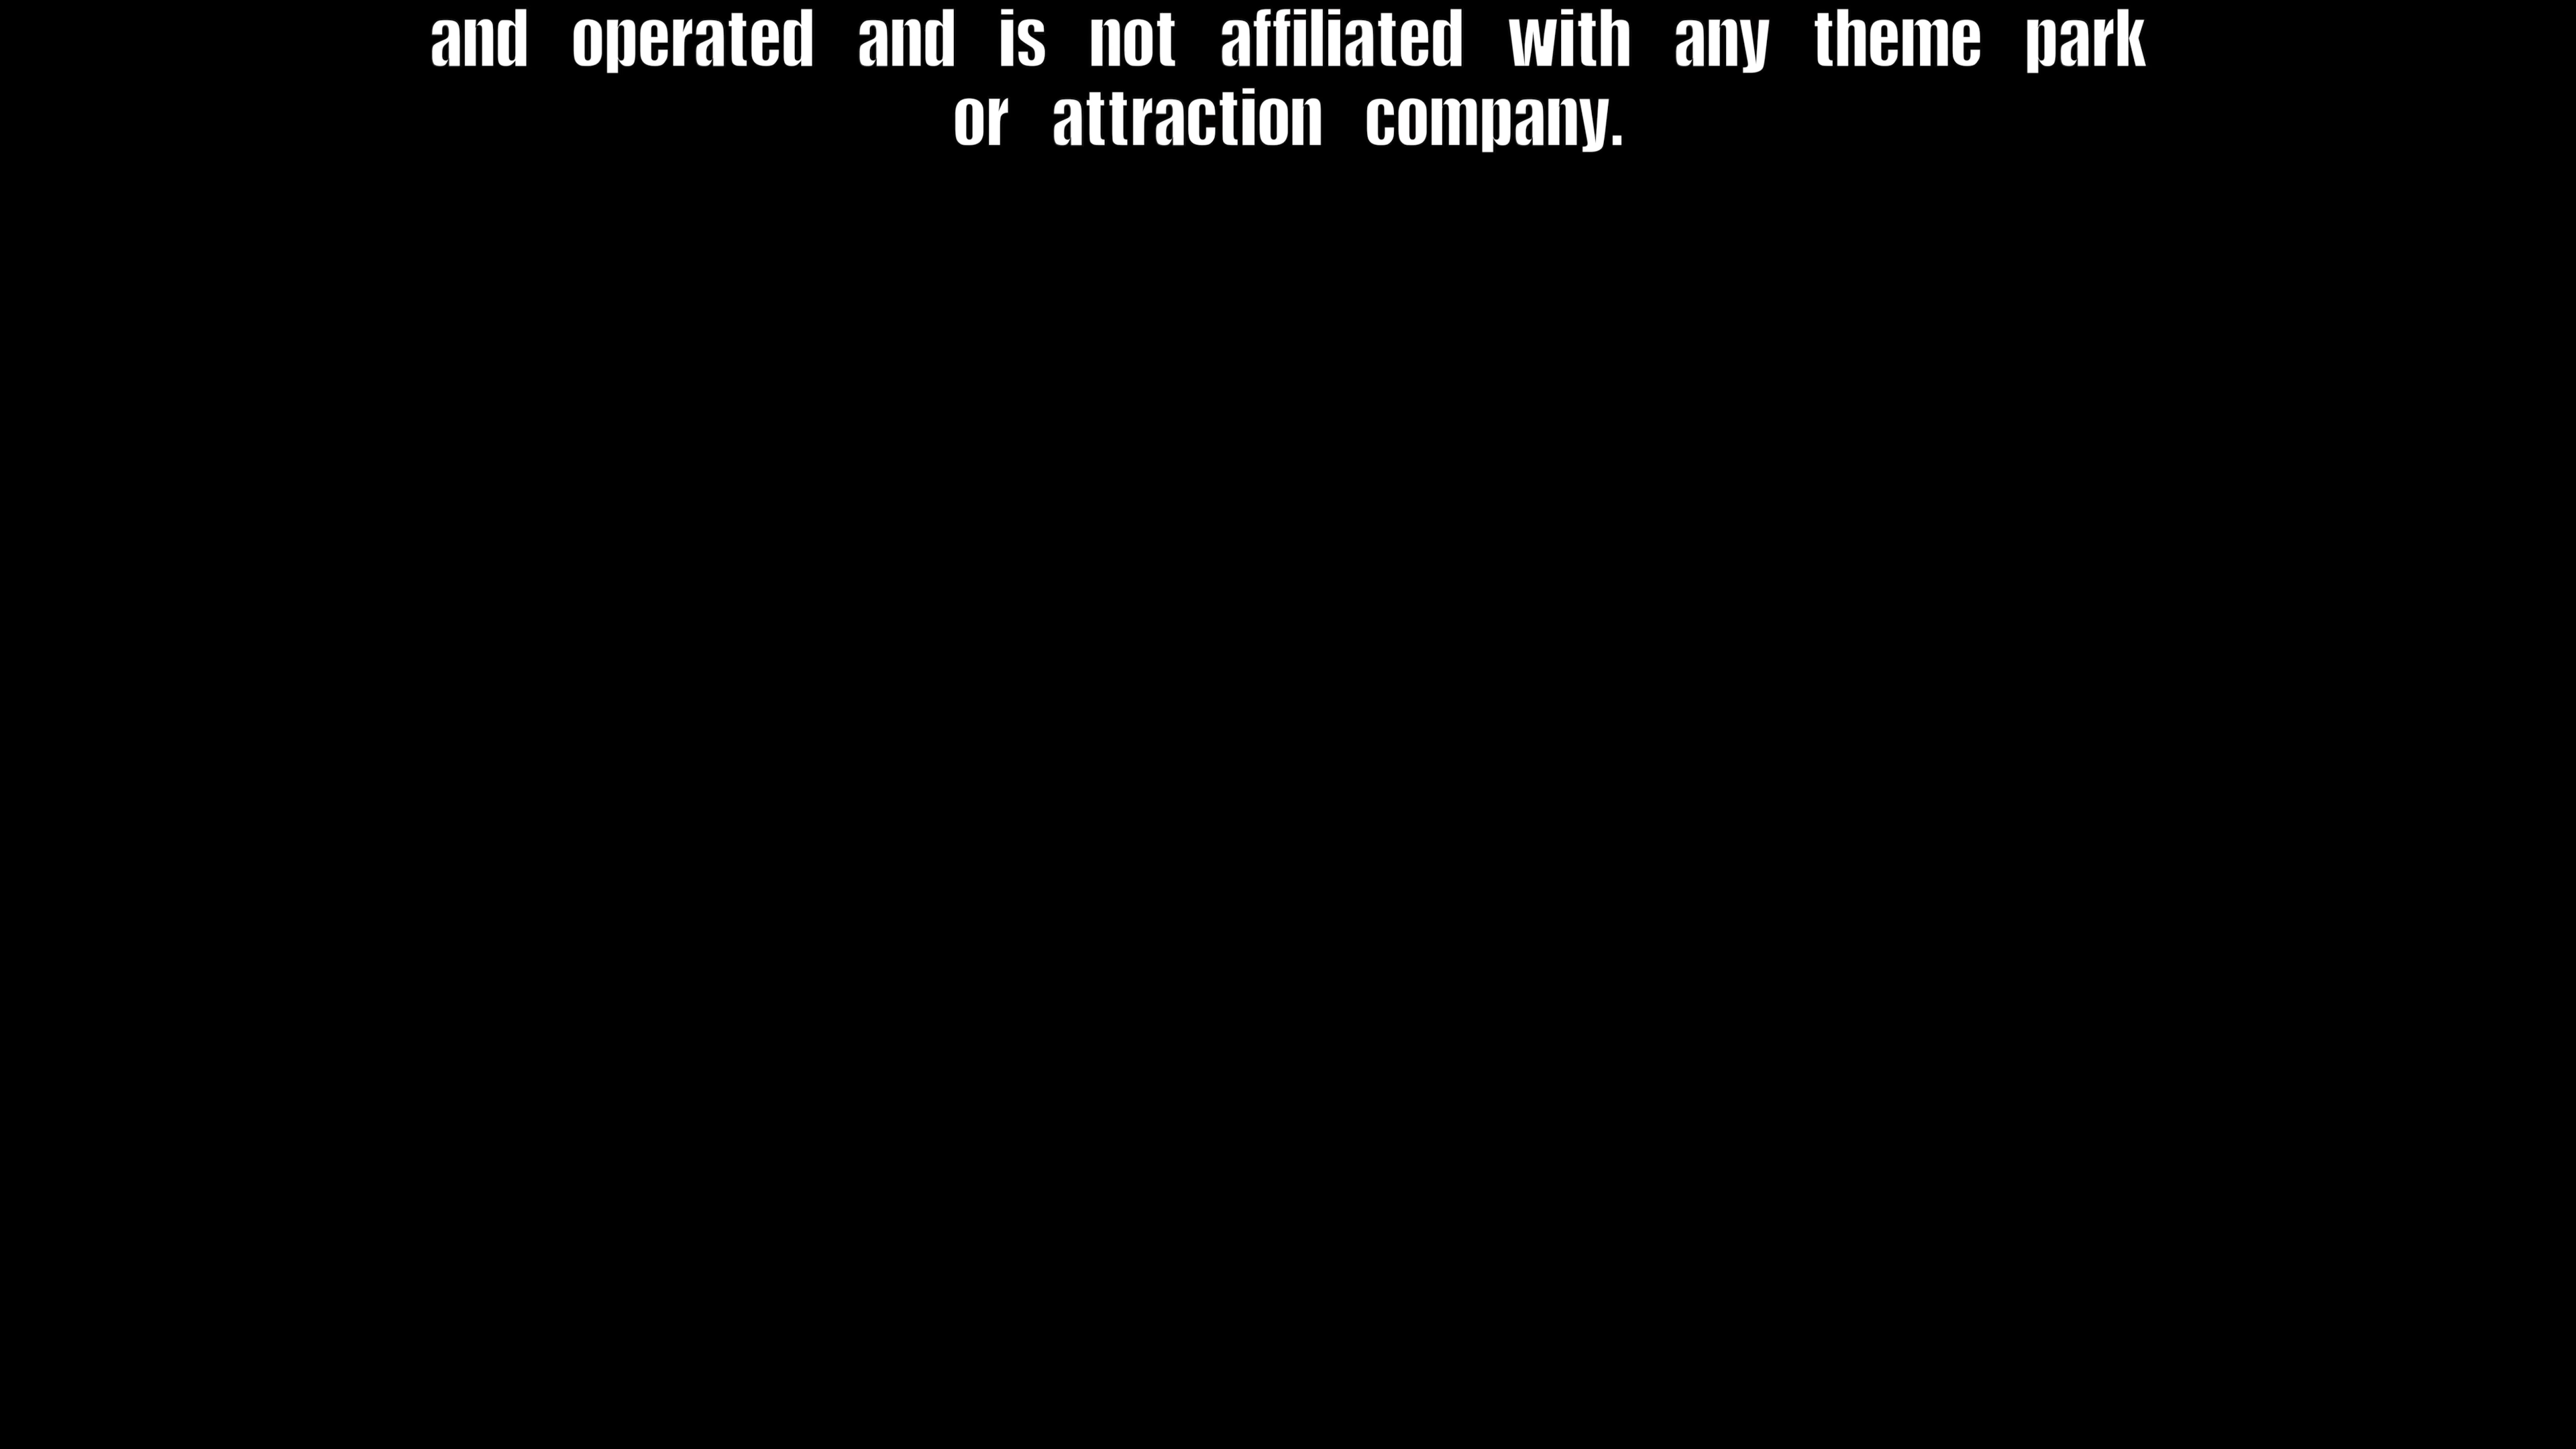 and operated and is not affiliated with any theme park
or attraction company.